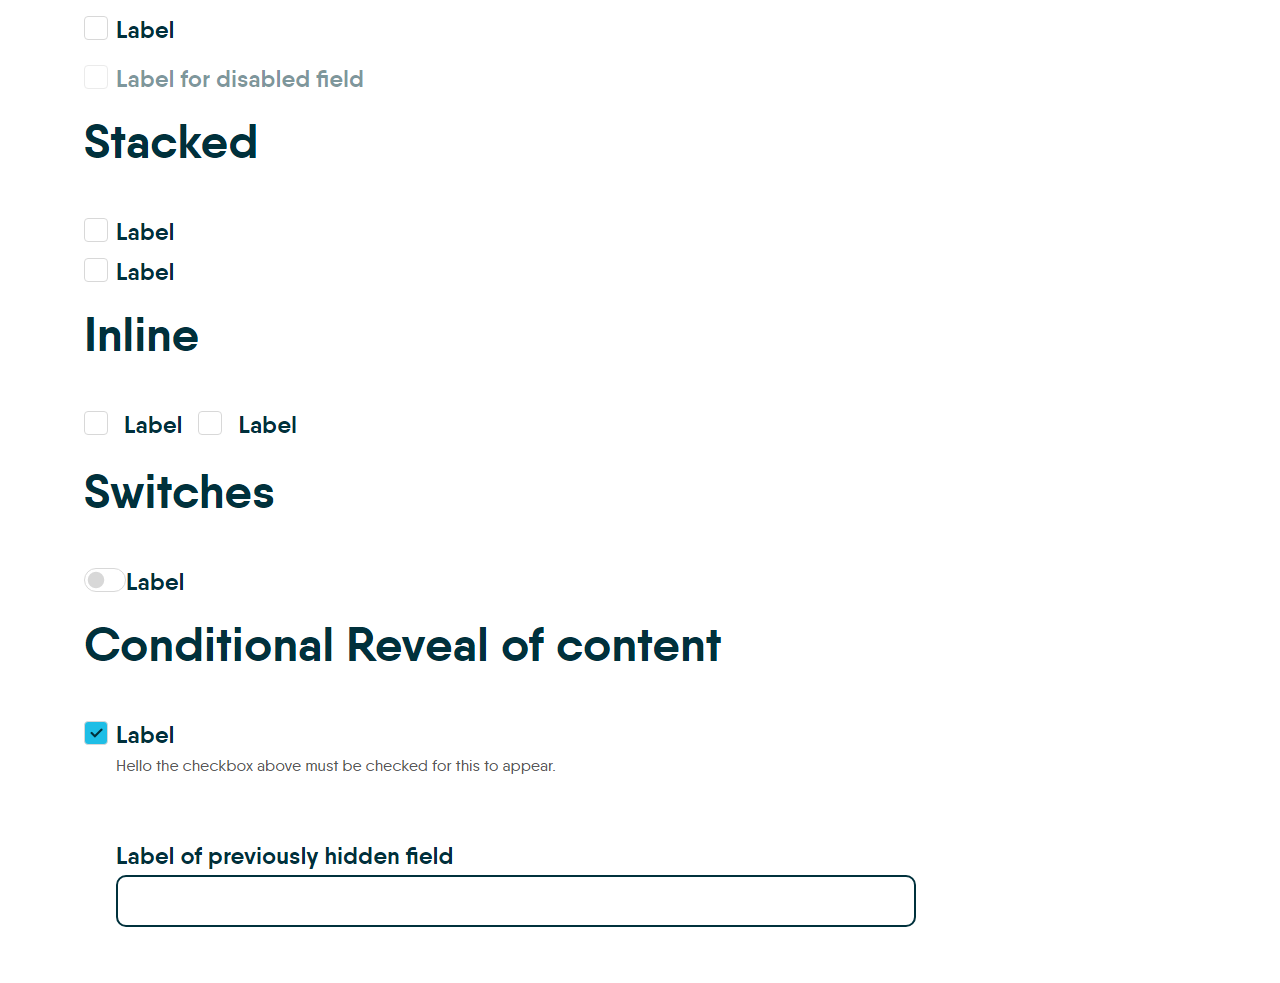 Label
Label for disabled field
Stacked
Label
Label
Inline
Label Label
Switches
Label
Conditional Reveal of content
Label
Hello the checkbox above must be checked for this to appear.
Label of previously hidden field